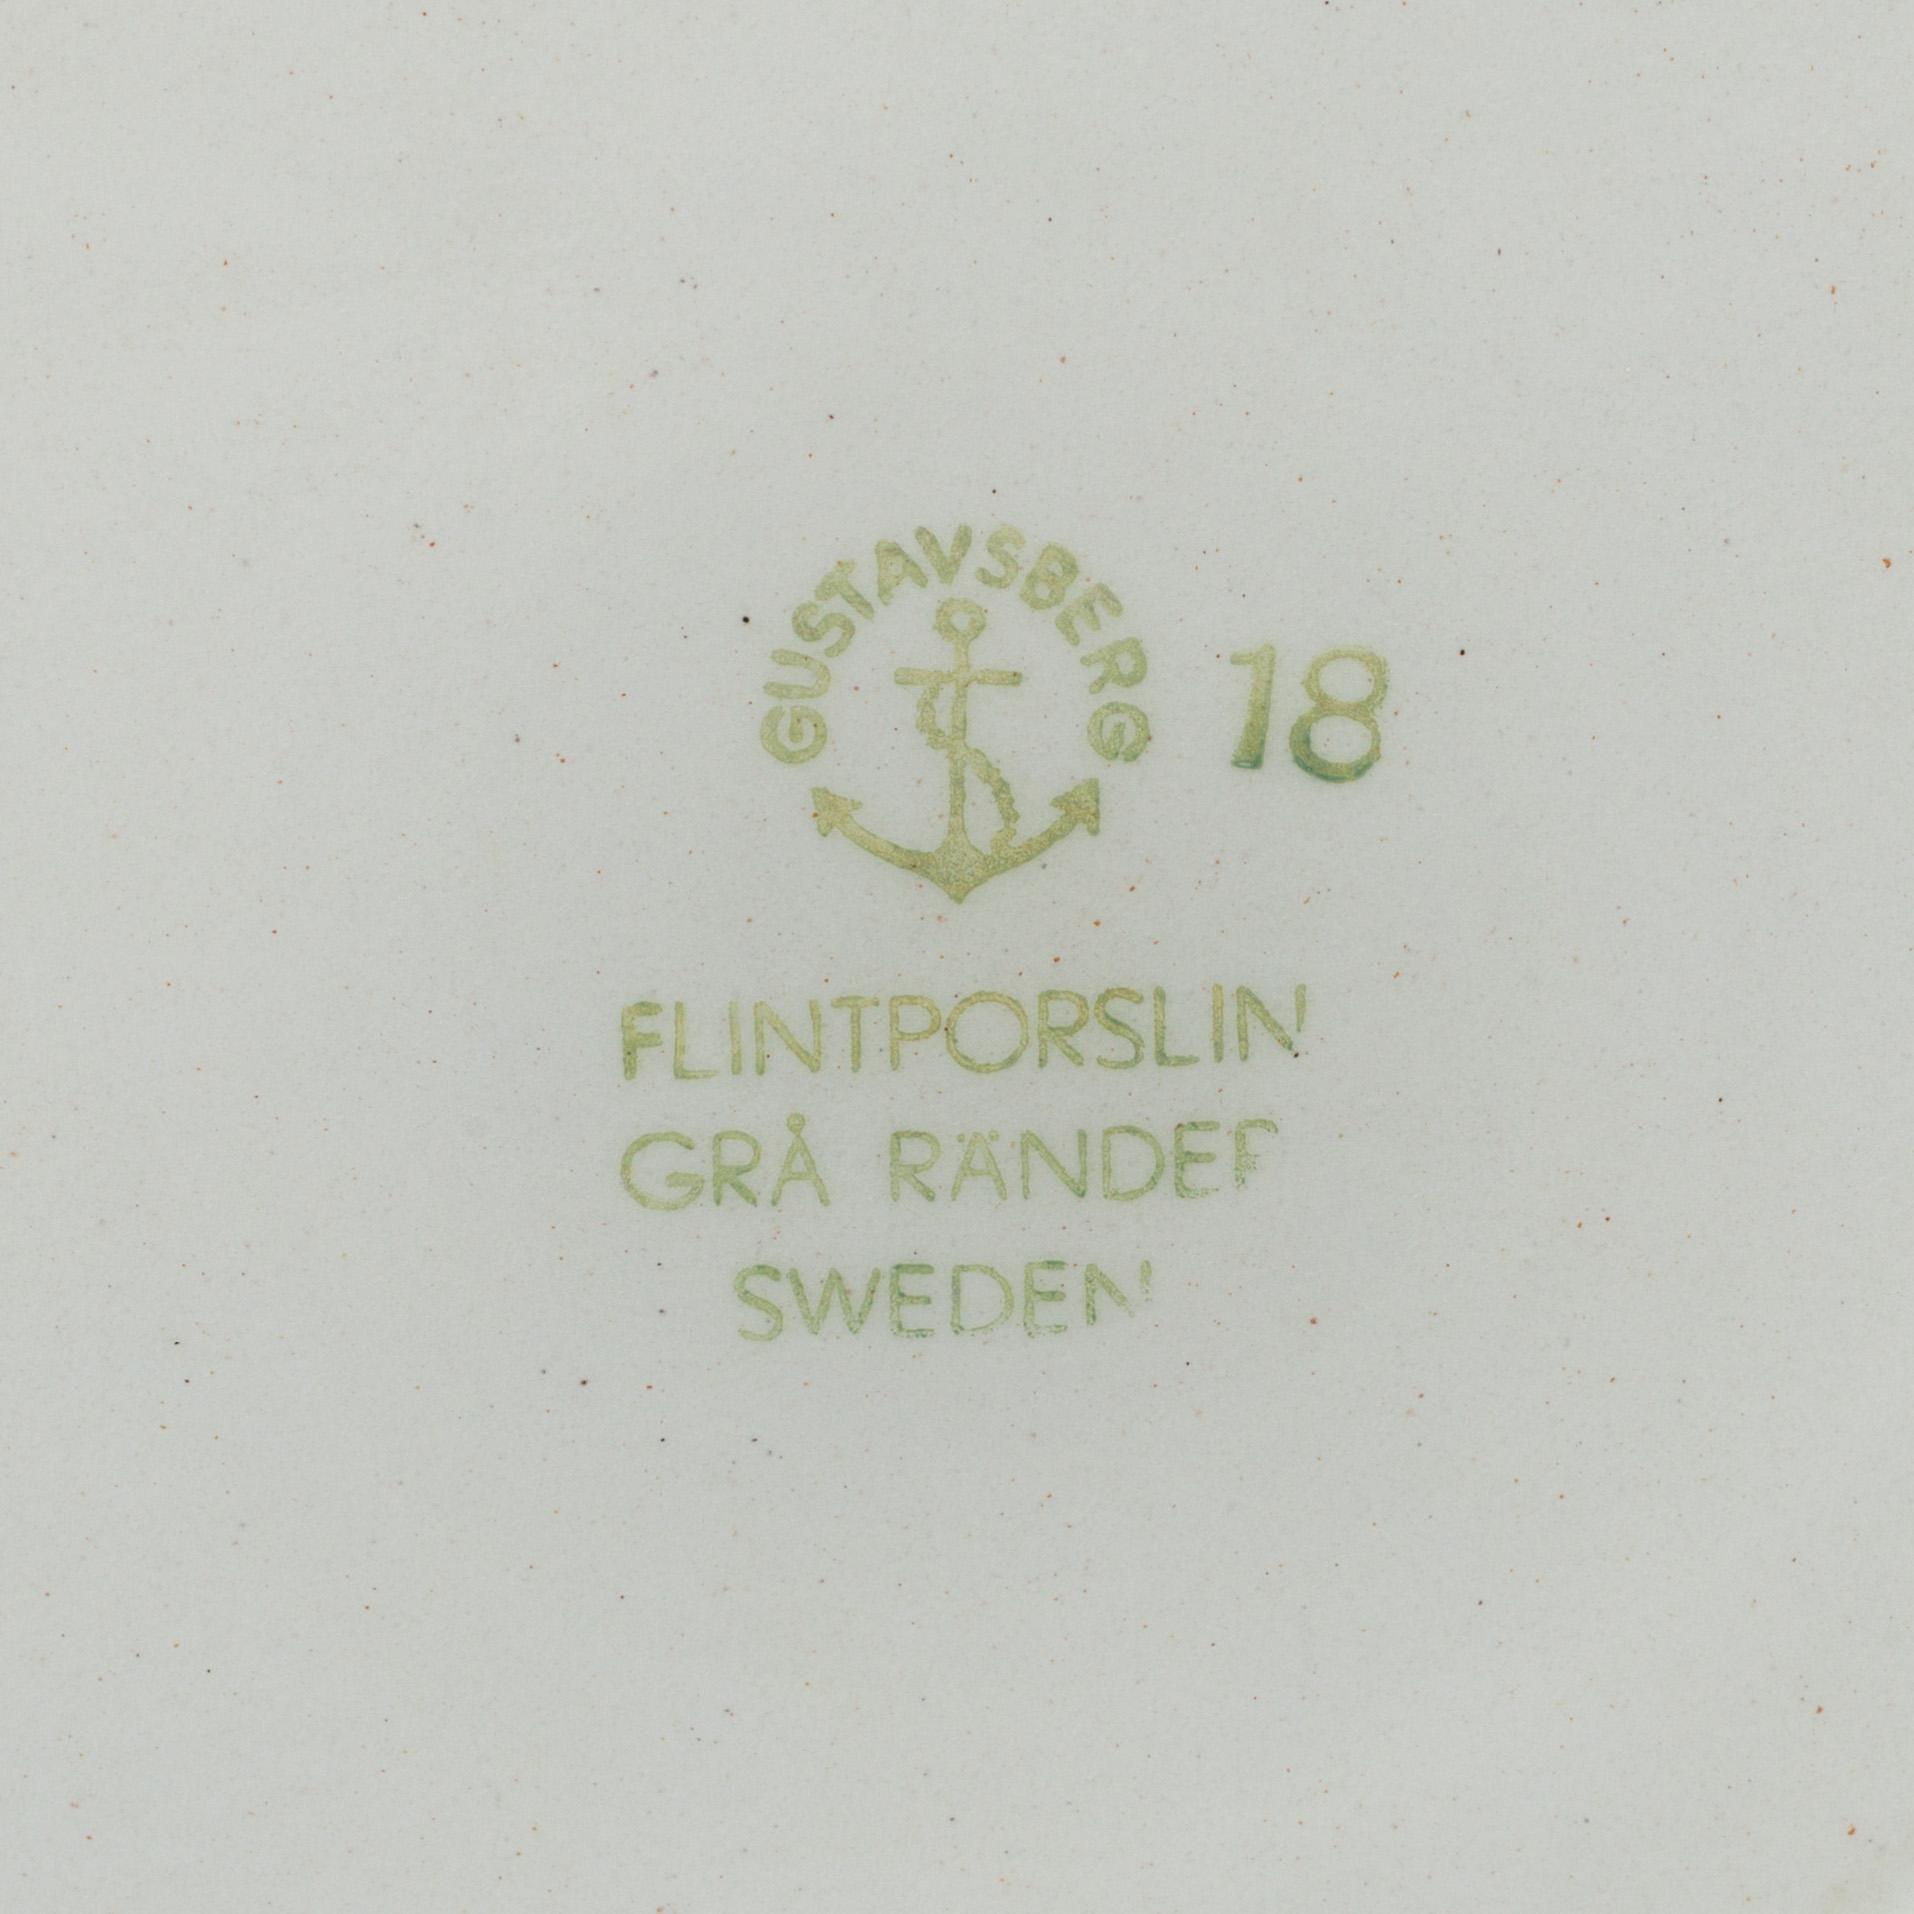 GUSTAVSBERG 18
FLINTPORSLIN
GRÅ RÄNDER
SWEDEN